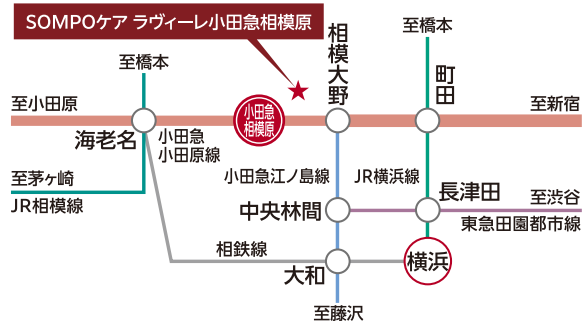 SOMPOケア ラヴィーレ小田急相模原
至橋本
相模大野
至橋本
町田
至小田原
小田急
相模原
至新宿
海老名
小田急
小田原線
至茅ヶ崎
JR相模線
小田急江ノ島線
JR横浜線
長津田
至渋谷
中央林間
東急田園都市線
相鉄線
大和
横浜
至藤沢